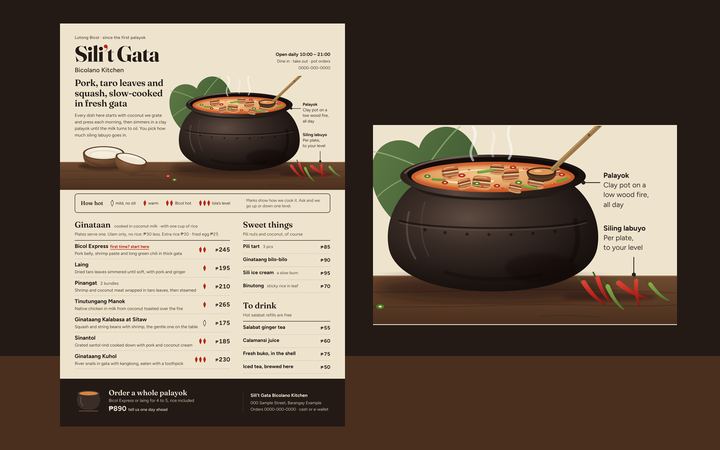 Lutong Bicol · since the first palayok
Sili't Gata
Bicolano Kitchen
Open daily 10:00 – 21:00
Dine in · take out · pot orders
0000-000-0000
Pork, taro leaves and
squash, slow-cooked
in fresh gata
Every dish here starts with coconut we grate
and press each morning, then simmers in a clay
palayok until the milk turns to oil. You pick how
much siling labuyo goes in.
Palayok
Clay pot on a
low wood fire,
all day
Siling labuyo
Per plate,
to your level
How hot
mild, no sili
warm
Bicol hot
Isla's level
Marks show how we cook it. Ask and we
go up or down one level.
Ginataan cooked in coconut milk · with one cup of rice
Plates serve one. Ulam only, no rice: ₱30 less. Extra rice ₱20 · fried egg ₱25
Bicol Express First time? start here ₱245
Pork belly, shrimp paste and long green chili in thick gata
Laing ₱195
Dried taro leaves simmered until soft, with pork and ginger
Pinangat 2 bundles ₱210
Shrimp and coconut meat wrapped in taro leaves, then steamed
Tinutungang Manok ₱265
Native chicken in milk from coconut toasted over the fire
Ginataang Kalabasa at Sitaw ₱175
Squash and string beans with shrimp, the gentle one on the table
Sinantol ₱185
Grated santol rind cooked down with pork and coconut cream
Ginataang Kuhol ₱230
River snails in gata with kangkong, eaten with a toothpick
Sweet things
Pili nuts and coconut, of course
Pili tart 3 pcs ₱85
Ginataang bilo-bilo ₱90
Sili ice cream a slow burn ₱95
Binutong sticky rice in leaf ₱70
To drink
Hot salabat refills are free
Salabat ginger tea ₱55
Calamansi juice ₱60
Fresh buko, in the shell ₱75
Iced tea, brewed here ₱50
Order a whole palayok
Bicol Express or laing for 4 to 5, rice included
₱890 tell us one day ahead
Sili't Gata Bicolano Kitchen
000 Sample Street, Barangay Example
Orders 0000-000-0000 · cash or e-wallet
Palayok
Clay pot on a
low wood fire,
all day
Siling labuyo
Per plate,
to your level